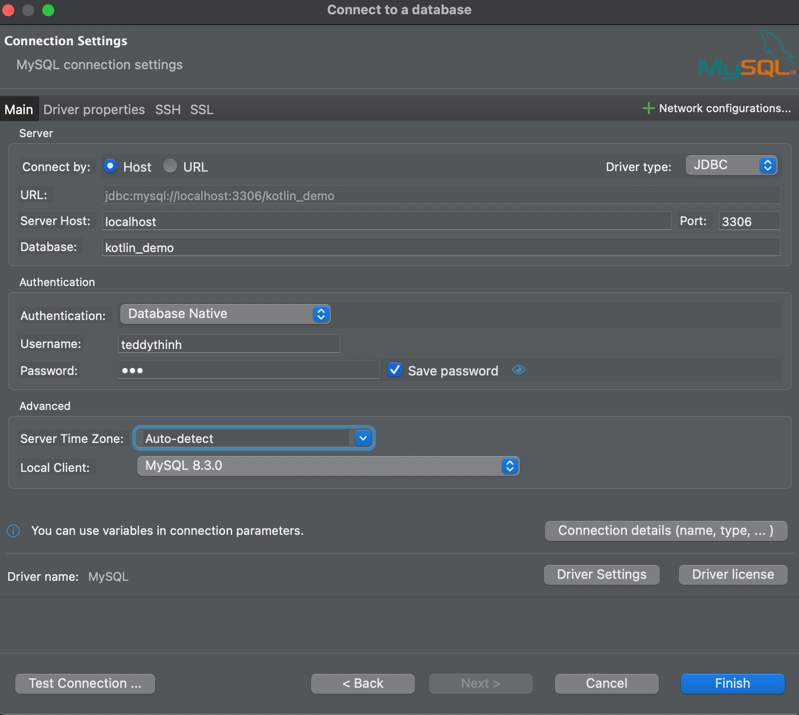 Connect to a database
Connection Settings
MySQL connection settings
MySQL
Main Driver properties SSH SSL
Network configurations...
Server
Connect by: Host URL
Driver type: JDBC
URL: jdbc:mysql://localhost:3306/kotlin_demo
Server Host: localhost
Port: 3306
Database: kotlin_demo
Authentication
Authentication: Database Native
Username: teddythinh
Password: •••
Save password
Advanced
Server Time Zone: Auto-detect
Local Client: MySQL 8.3.0
You can use variables in connection parameters.
Connection details (name, type, ... )
Driver name: MySQL
Driver Settings
Driver license
Test Connection ...
< Back
Next >
Cancel
Finish